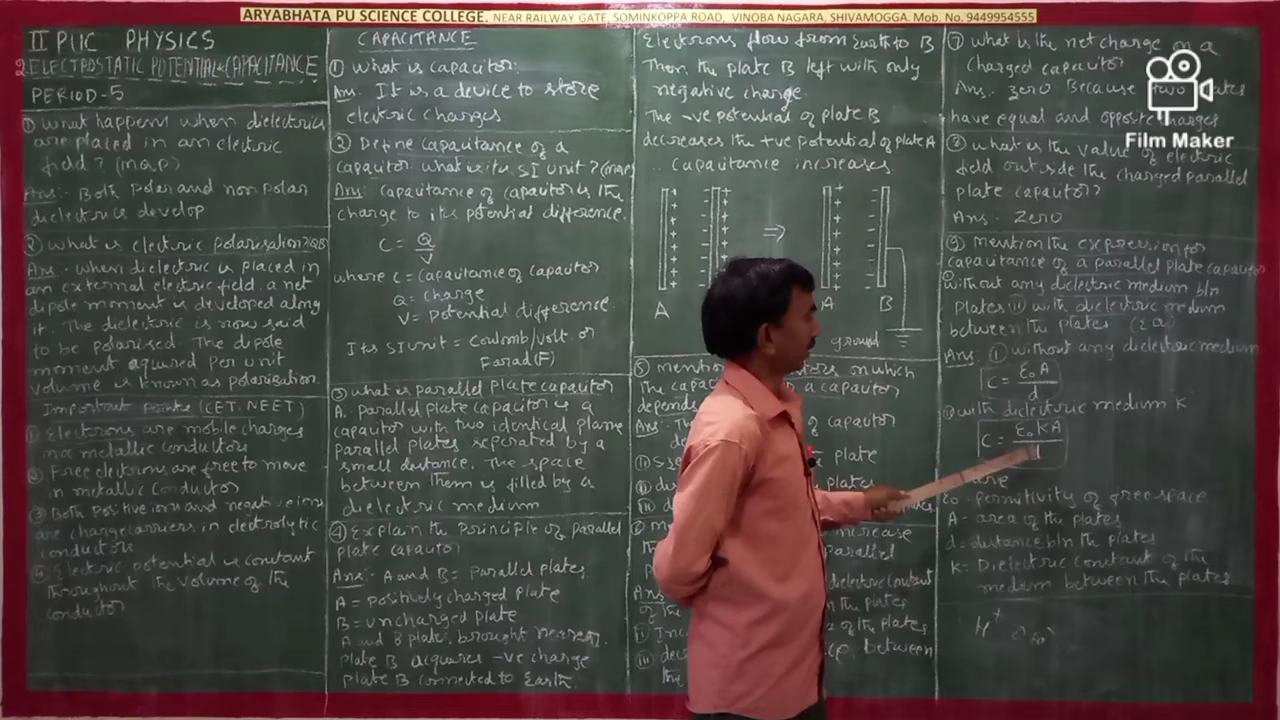 ARYABHATA PU SCIENCE COLLEGE. NEAR RAILWAY GATE, SOMINKOPPA ROAD, VINOBA NAGARA, SHIVAMOGGA. Mob. No. 9449954555
II PUC PHYSICS
2. ELECTROSTATIC POTENTIAL & CAPACITANCE
PERIOD-5
① What happens when dielectrics
are placed in an electric
field? (MQP)
Ans:- Both Polar and non polar
dielectrics develop
② What is electric polarisation?
Ans:- When dielectric is placed in
an external electric field, a net
dipole moment is developed along
it. The dielectric is now said
to be polarised. The dipole
moment aquired per unit
volume is known as polarisation.
Important points (CET, NEET)
① Electrons are mobile charges
in a metallic conductors
② Free electrons are free to move
in metallic conductors
③ Both positive ions and negative ions
are charge carriers in electrolytic
conductors
④ Electric potential is constant
throughout the volume of the
conductor
CAPACITANCE
① What is capacitor:
Ans. It is a device to store
electric charges
② Define capacitance of a
capacitor what is its SI unit? (MQP)
Ans: Capacitance of capacitor is the
charge to its potential difference.
C = Q/V
where C = capacitance of capacitor
Q = charge
V = Potential difference.
Its SI unit = Coulomb/volt or
Farad (F)
③ What is parallel plate capacitor
A. parallel plate capacitor is a
capacitor with two identical plane
parallel plates seperated by a
small distance. The space
between them is filled by a
dielectric medium
④ Explain the principle of parallel
plate capacitor
Ans:- A and B = Parallel plates
A = positively charged plate
B = uncharged plate
A and B plates brought nearer.
Plate B acquires -ve charge
Plate B connected to Earth.
Electrons flow from Earth to B
Then the plate B left with only
negative charge.
The -ve potential of plate B
decreases the +ve potential of plate A
∴ capacitance increases
A
⇒
A B
ground
⑤ mention on which
The capac a capacitor
depends
Ans: of capacitor
plate
plates
increase
parallel
dielectric constant
of the n the plates
ii) Inc of the plates
iii) dec between
the
⑦ what is the net charge on a
charged capacitor
Ans. Zero Because two plates
have equal and opposite charges
⑧ what is the value of electric
field outside the charged parallel
plate capacitor?
Ans. Zero
⑨ mention the expression for
capacitance of a parallel plate capacitor
① without any dielectric medium b/n
plates ⑪ with dielectric medium
between the plates
Ans. ① without any dielectric medium
C = ε₀A/d
⑪ with dielectric medium K
C = ε₀KA/d
ε₀ - permitivity of free space
A - area of the plates
d = distance b/n the plates
K = Dielectric constant of the
medium between the plates
Film Maker